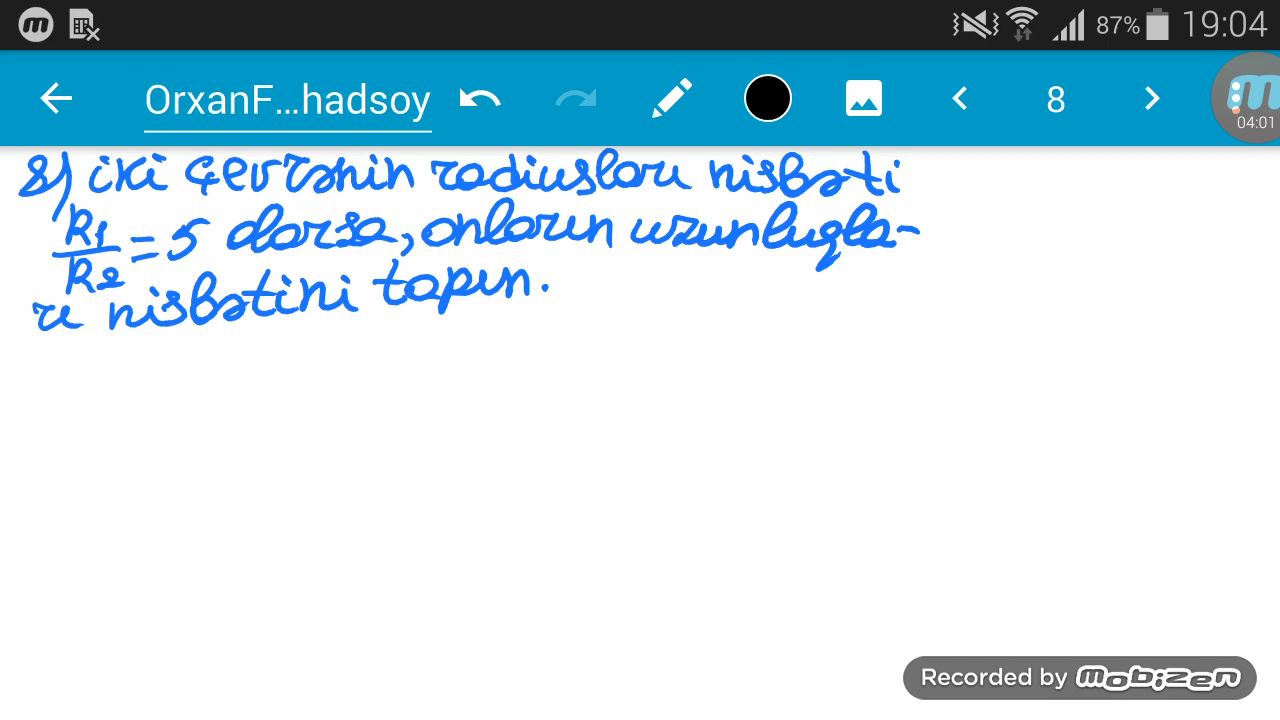 87% 19:04
OrxanF...hadsoy 8
04:01
8) iki çevrənin radiusları nisbəti
R1/R2 = 5 olarsa, onların uzunluqla-
rı nisbətini tapın.
Recorded by mobizen